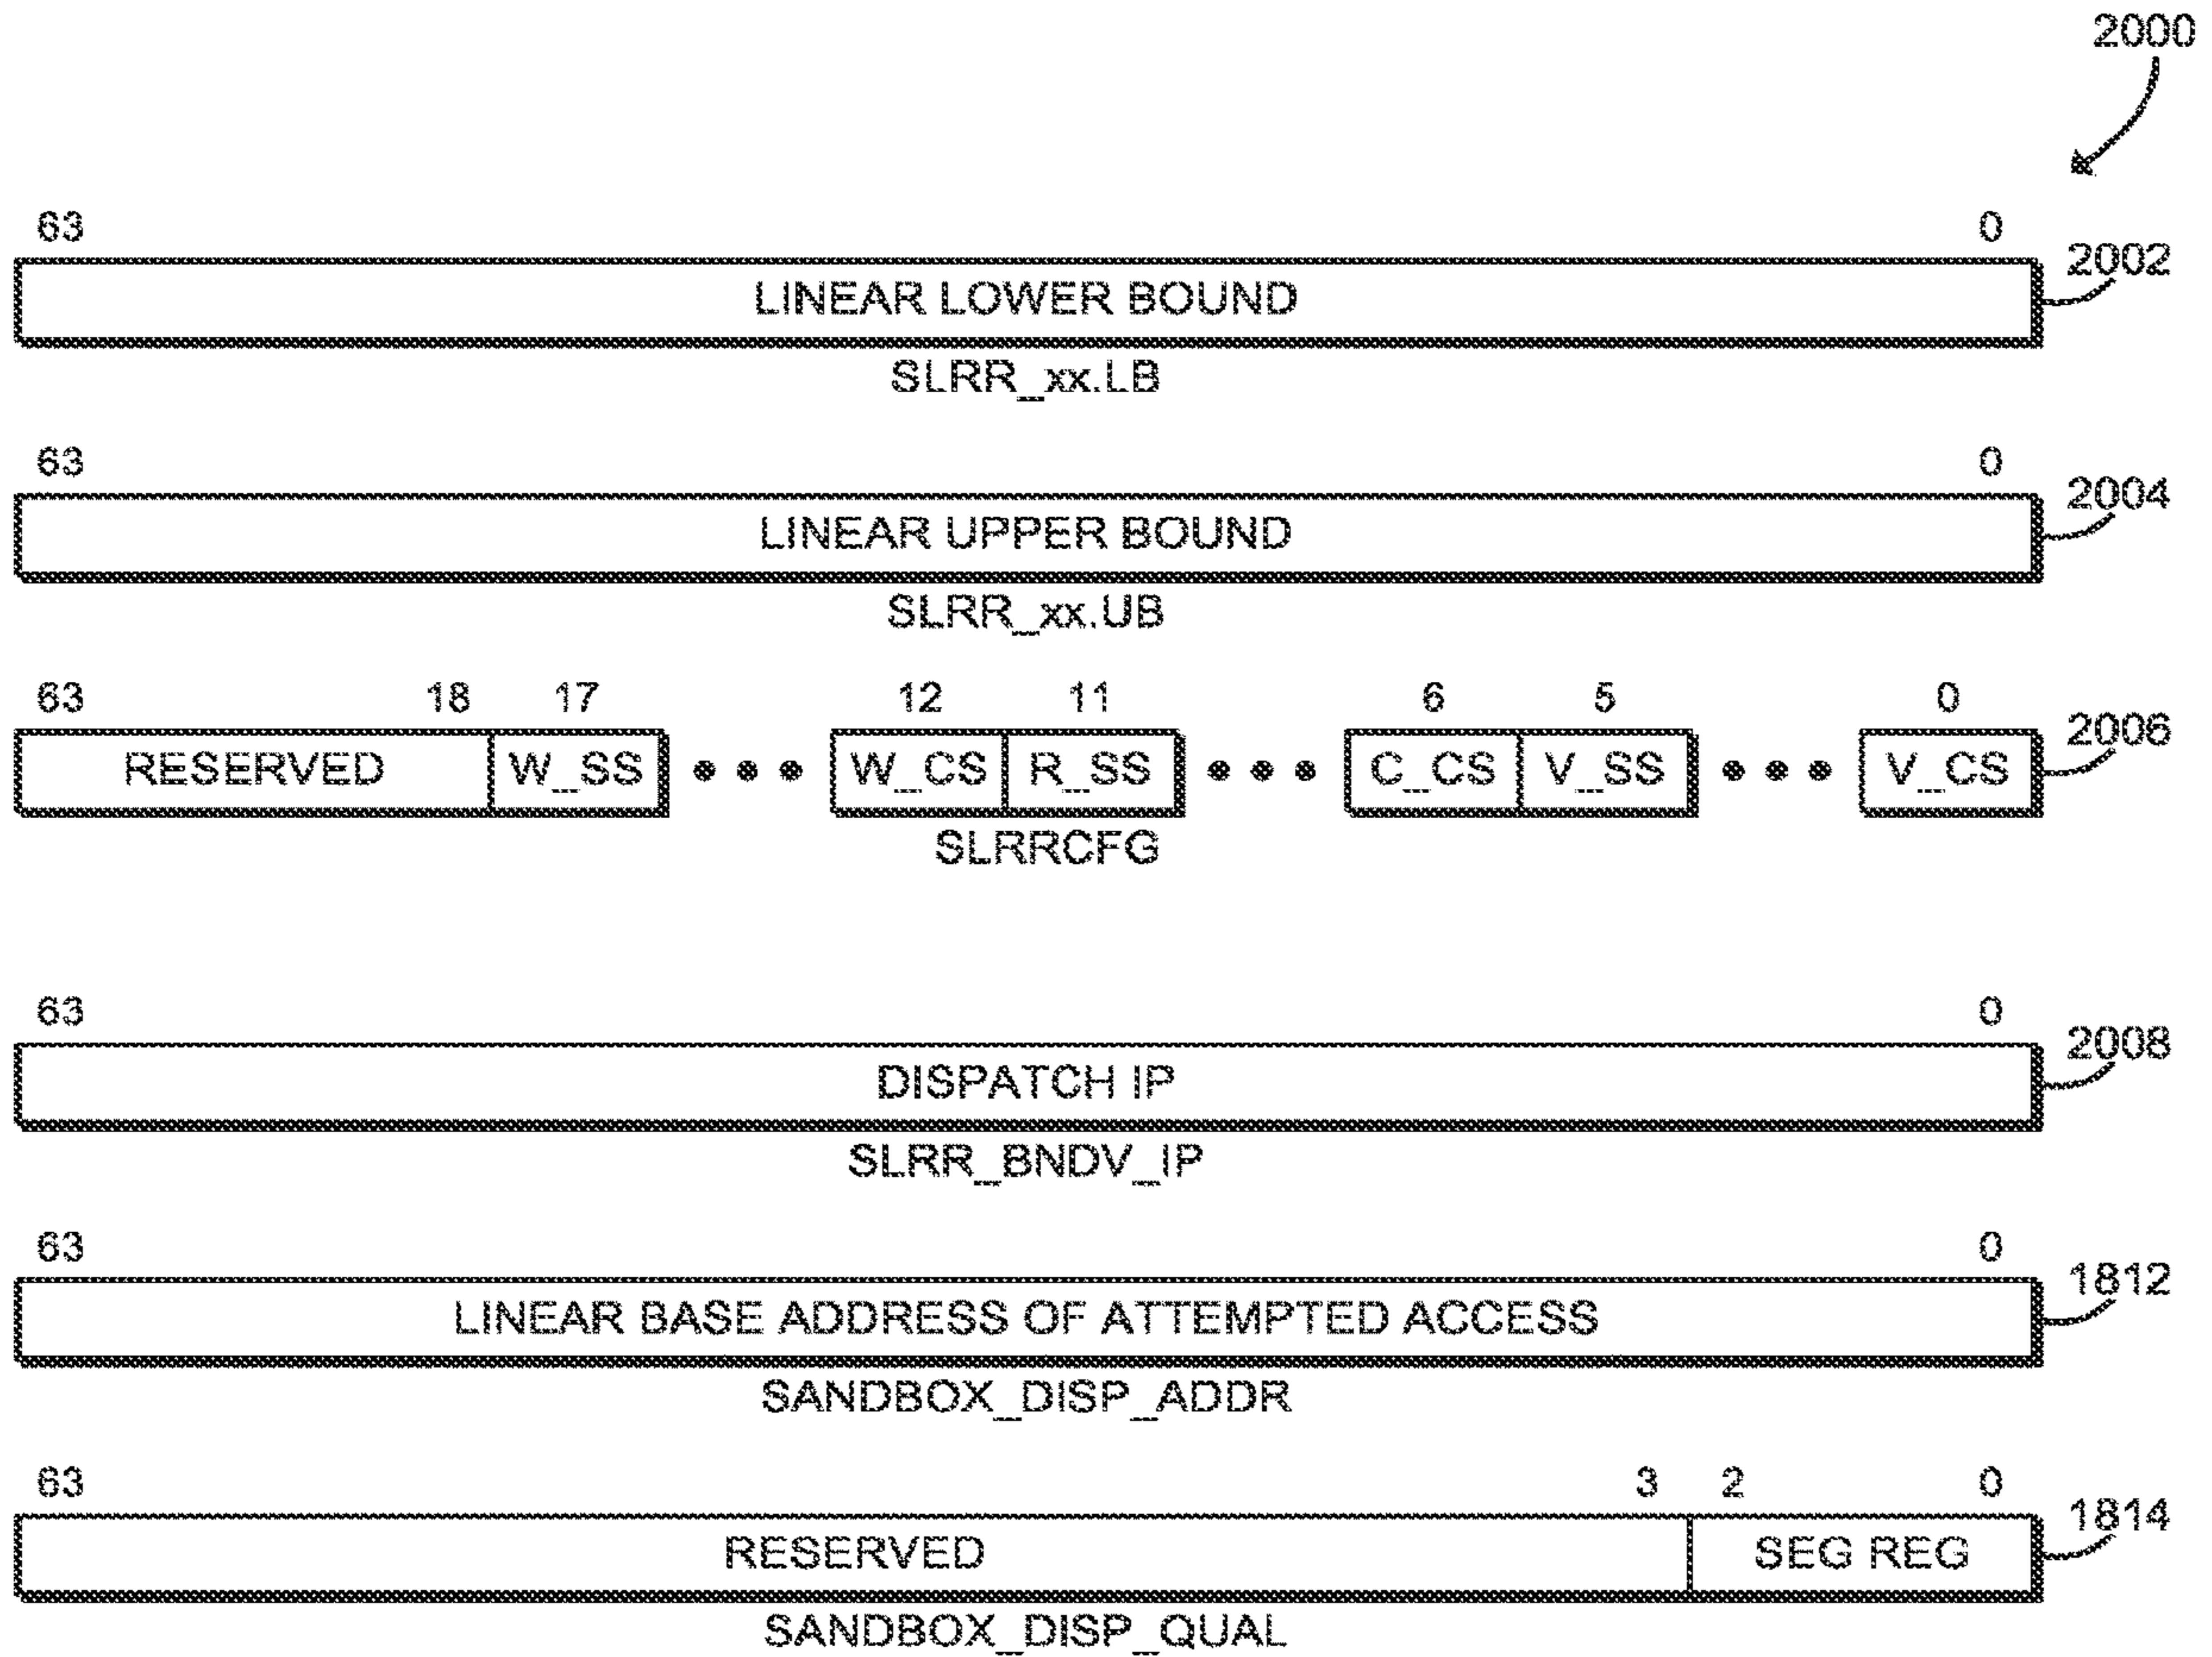 2000
63 0
2002
LINEAR LOWER BOUND
SLRR_xx.LB
63 0
2004
LINEAR UPPER BOUND
SLRR_xx.UB
63 18 17 12 11 6 5 0
2006
RESERVED W_SS W_CS R_SS C_CS V_SS V_CS
SLRRCFG
63 0
2008
DISPATCH IP
SLRR_BNDV_IP
63 0
1812
LINEAR BASE ADDRESS OF ATTEMPTED ACCESS
SANDBOX_DISP_ADDR
63 3 2 0
1814
RESERVED SEG REG
SANDBOX_DISP_QUAL